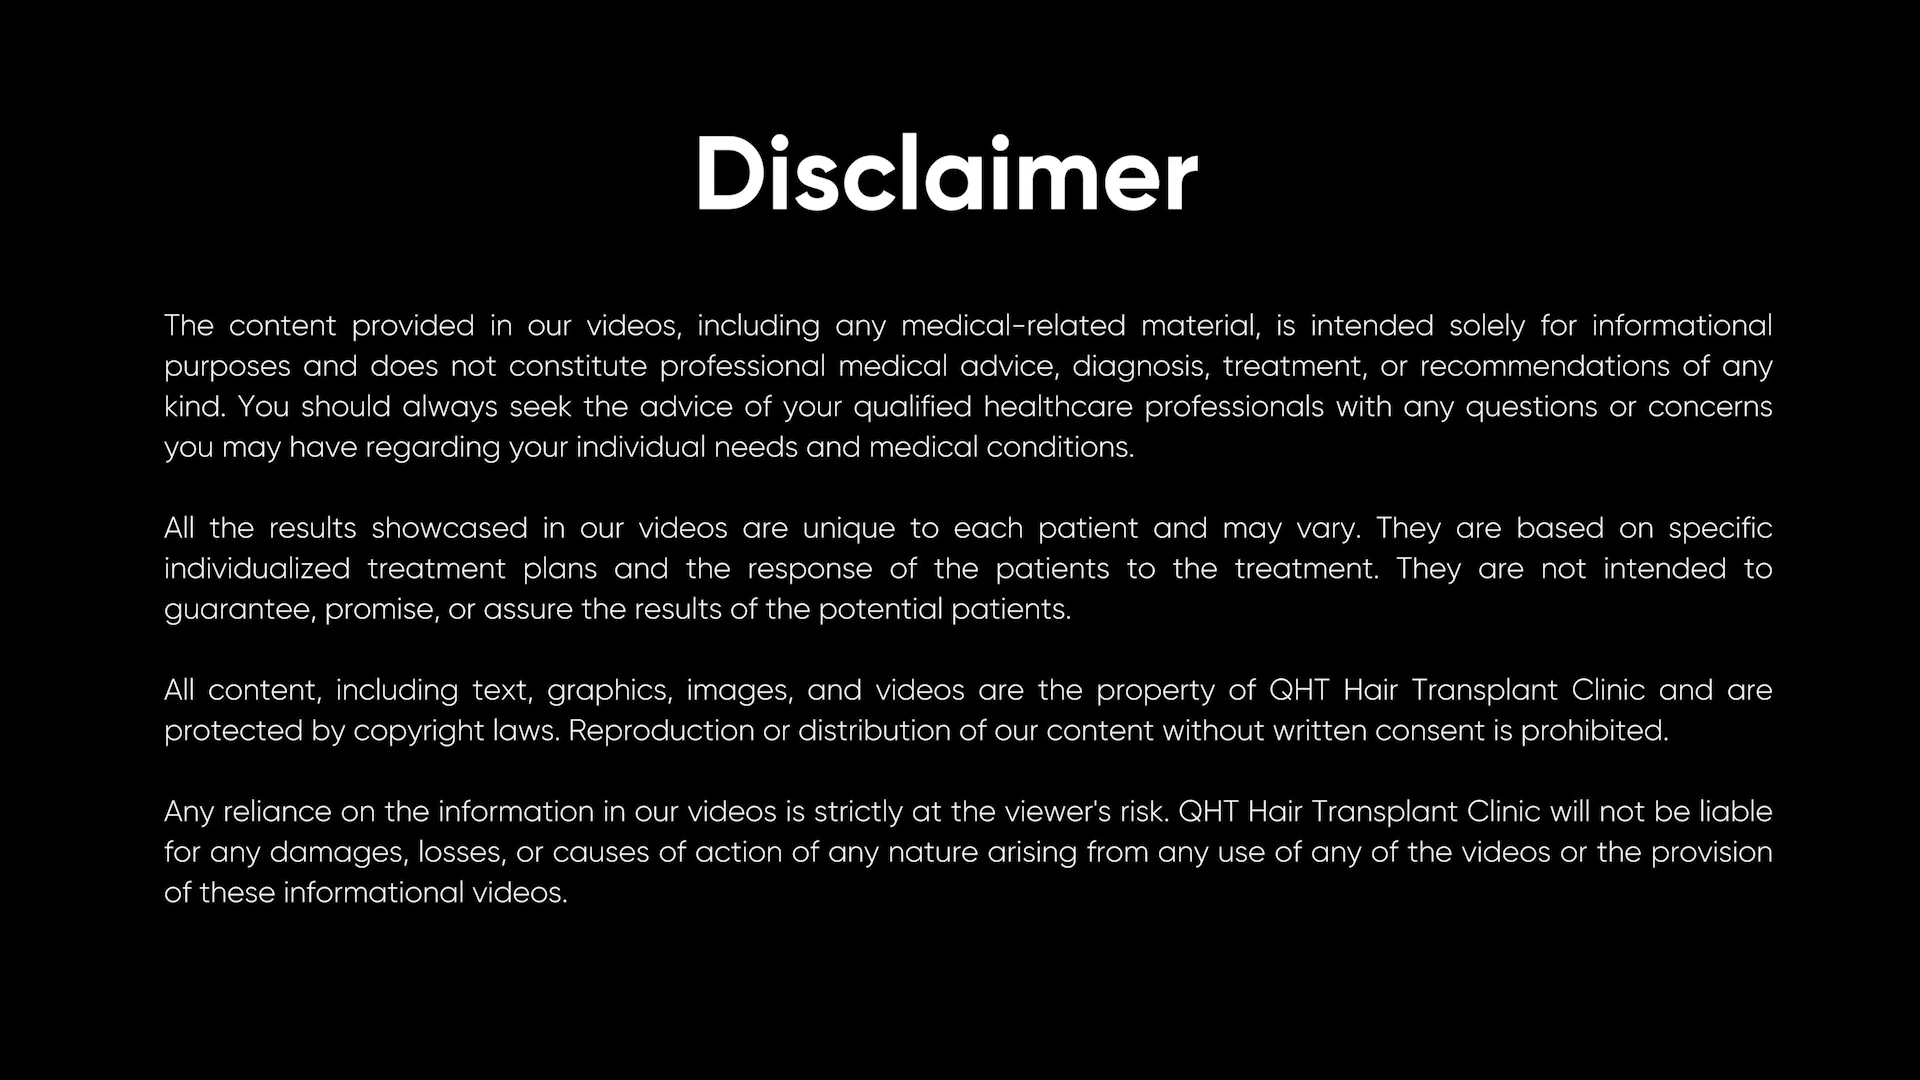 Disclaimer
The content provided in our videos, including any medical-related material, is intended solely for informational
purposes and does not constitute professional medical advice, diagnosis, treatment, or recommendations of any
kind. You should always seek the advice of your qualified healthcare professionals with any questions or concerns
you may have regarding your individual needs and medical conditions.
All the results showcased in our videos are unique to each patient and may vary. They are based on specific
individualized treatment plans and the response of the patients to the treatment. They are not intended to
guarantee, promise, or assure the results of the potential patients.
All content, including text, graphics, images, and videos are the property of QHT Hair Transplant Clinic and are
protected by copyright laws. Reproduction or distribution of our content without written consent is prohibited.
Any reliance on the information in our videos is strictly at the viewer's risk. QHT Hair Transplant Clinic will not be liable
for any damages, losses, or causes of action of any nature arising from any use of any of the videos or the provision
of these informational videos.